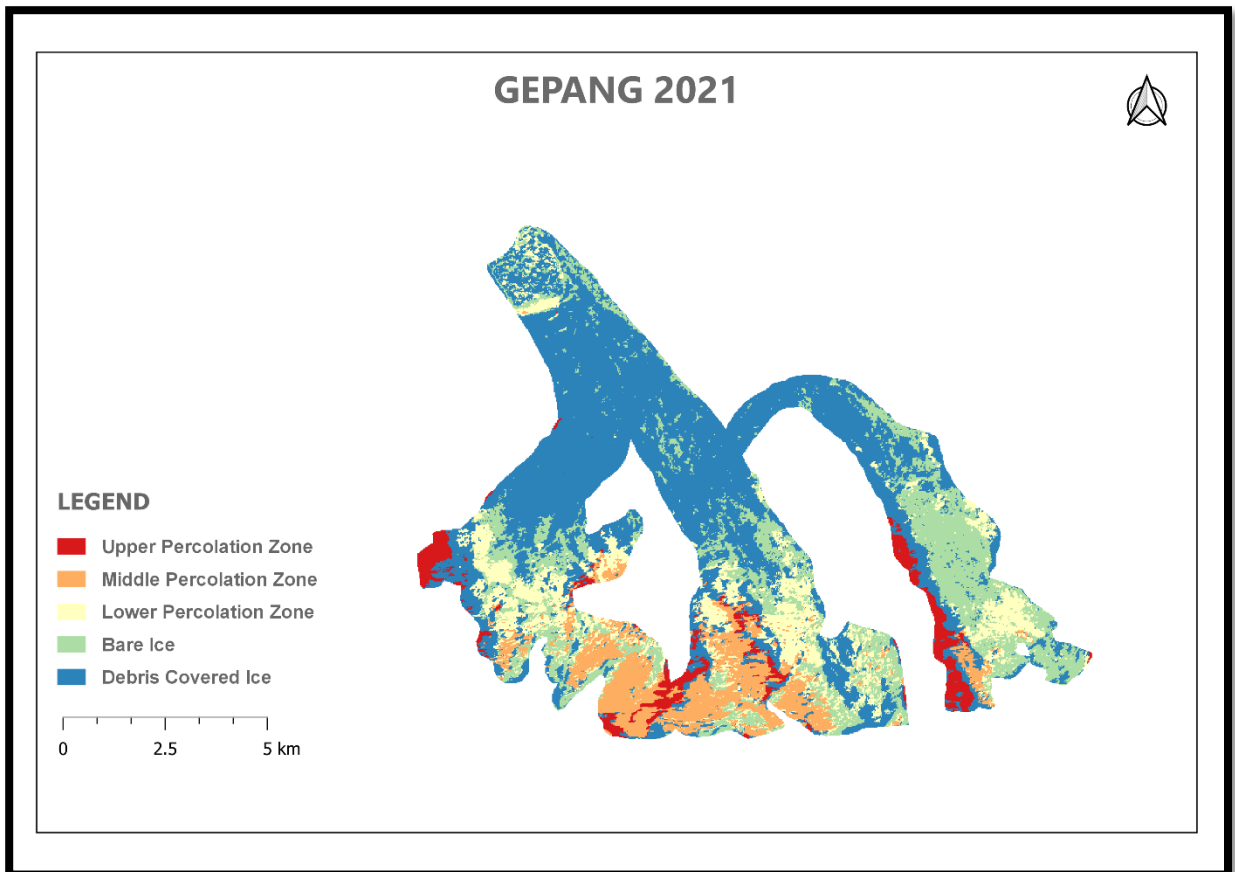 GEPANG 2021
LEGEND
Upper Percolation Zone
Middle Percolation Zone
Lower Percolation Zone
Bare Ice
Debris Covered Ice
0 2.5 5 km